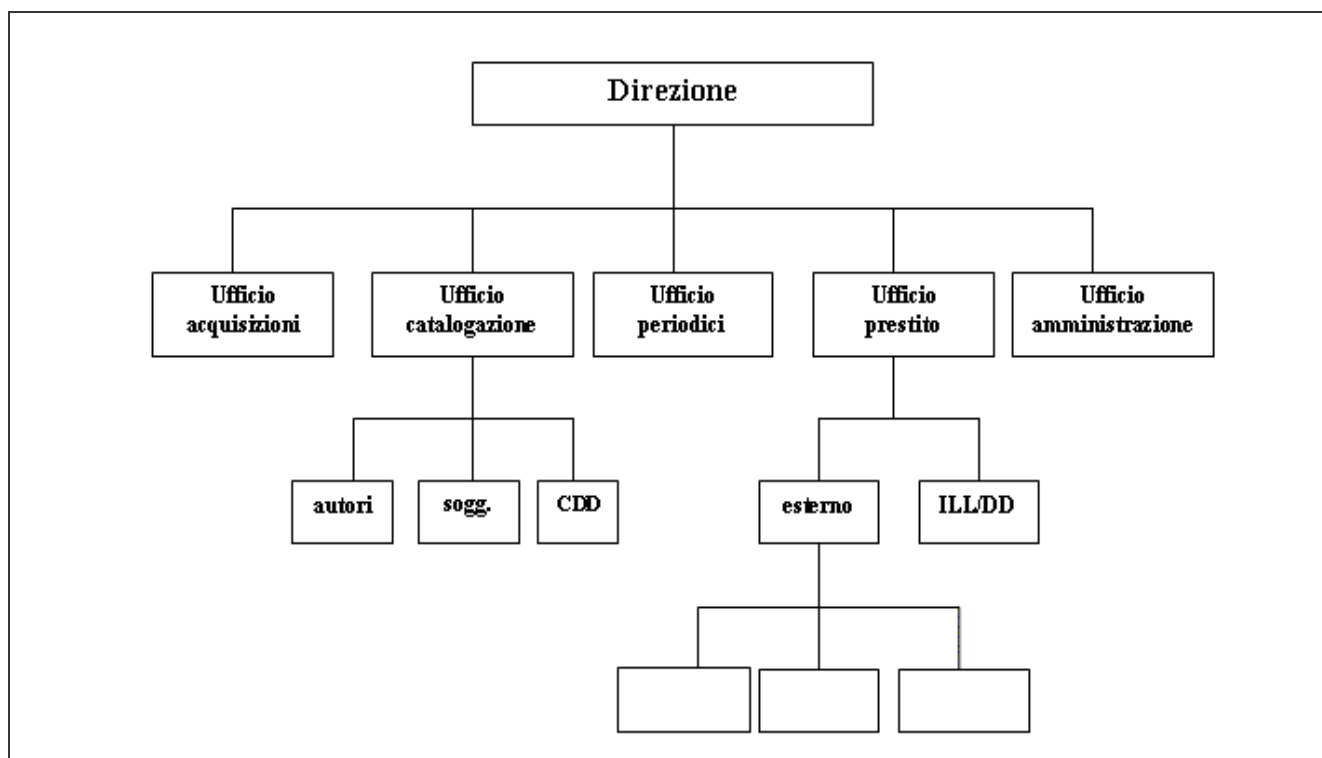 Direzione
Ufficio
acquisizioni
Ufficio
catalogazione
Ufficio
periodici
Ufficio
prestito
Ufficio
amministrazione
autori
sogg.
CDD
esterno
ILL/DD